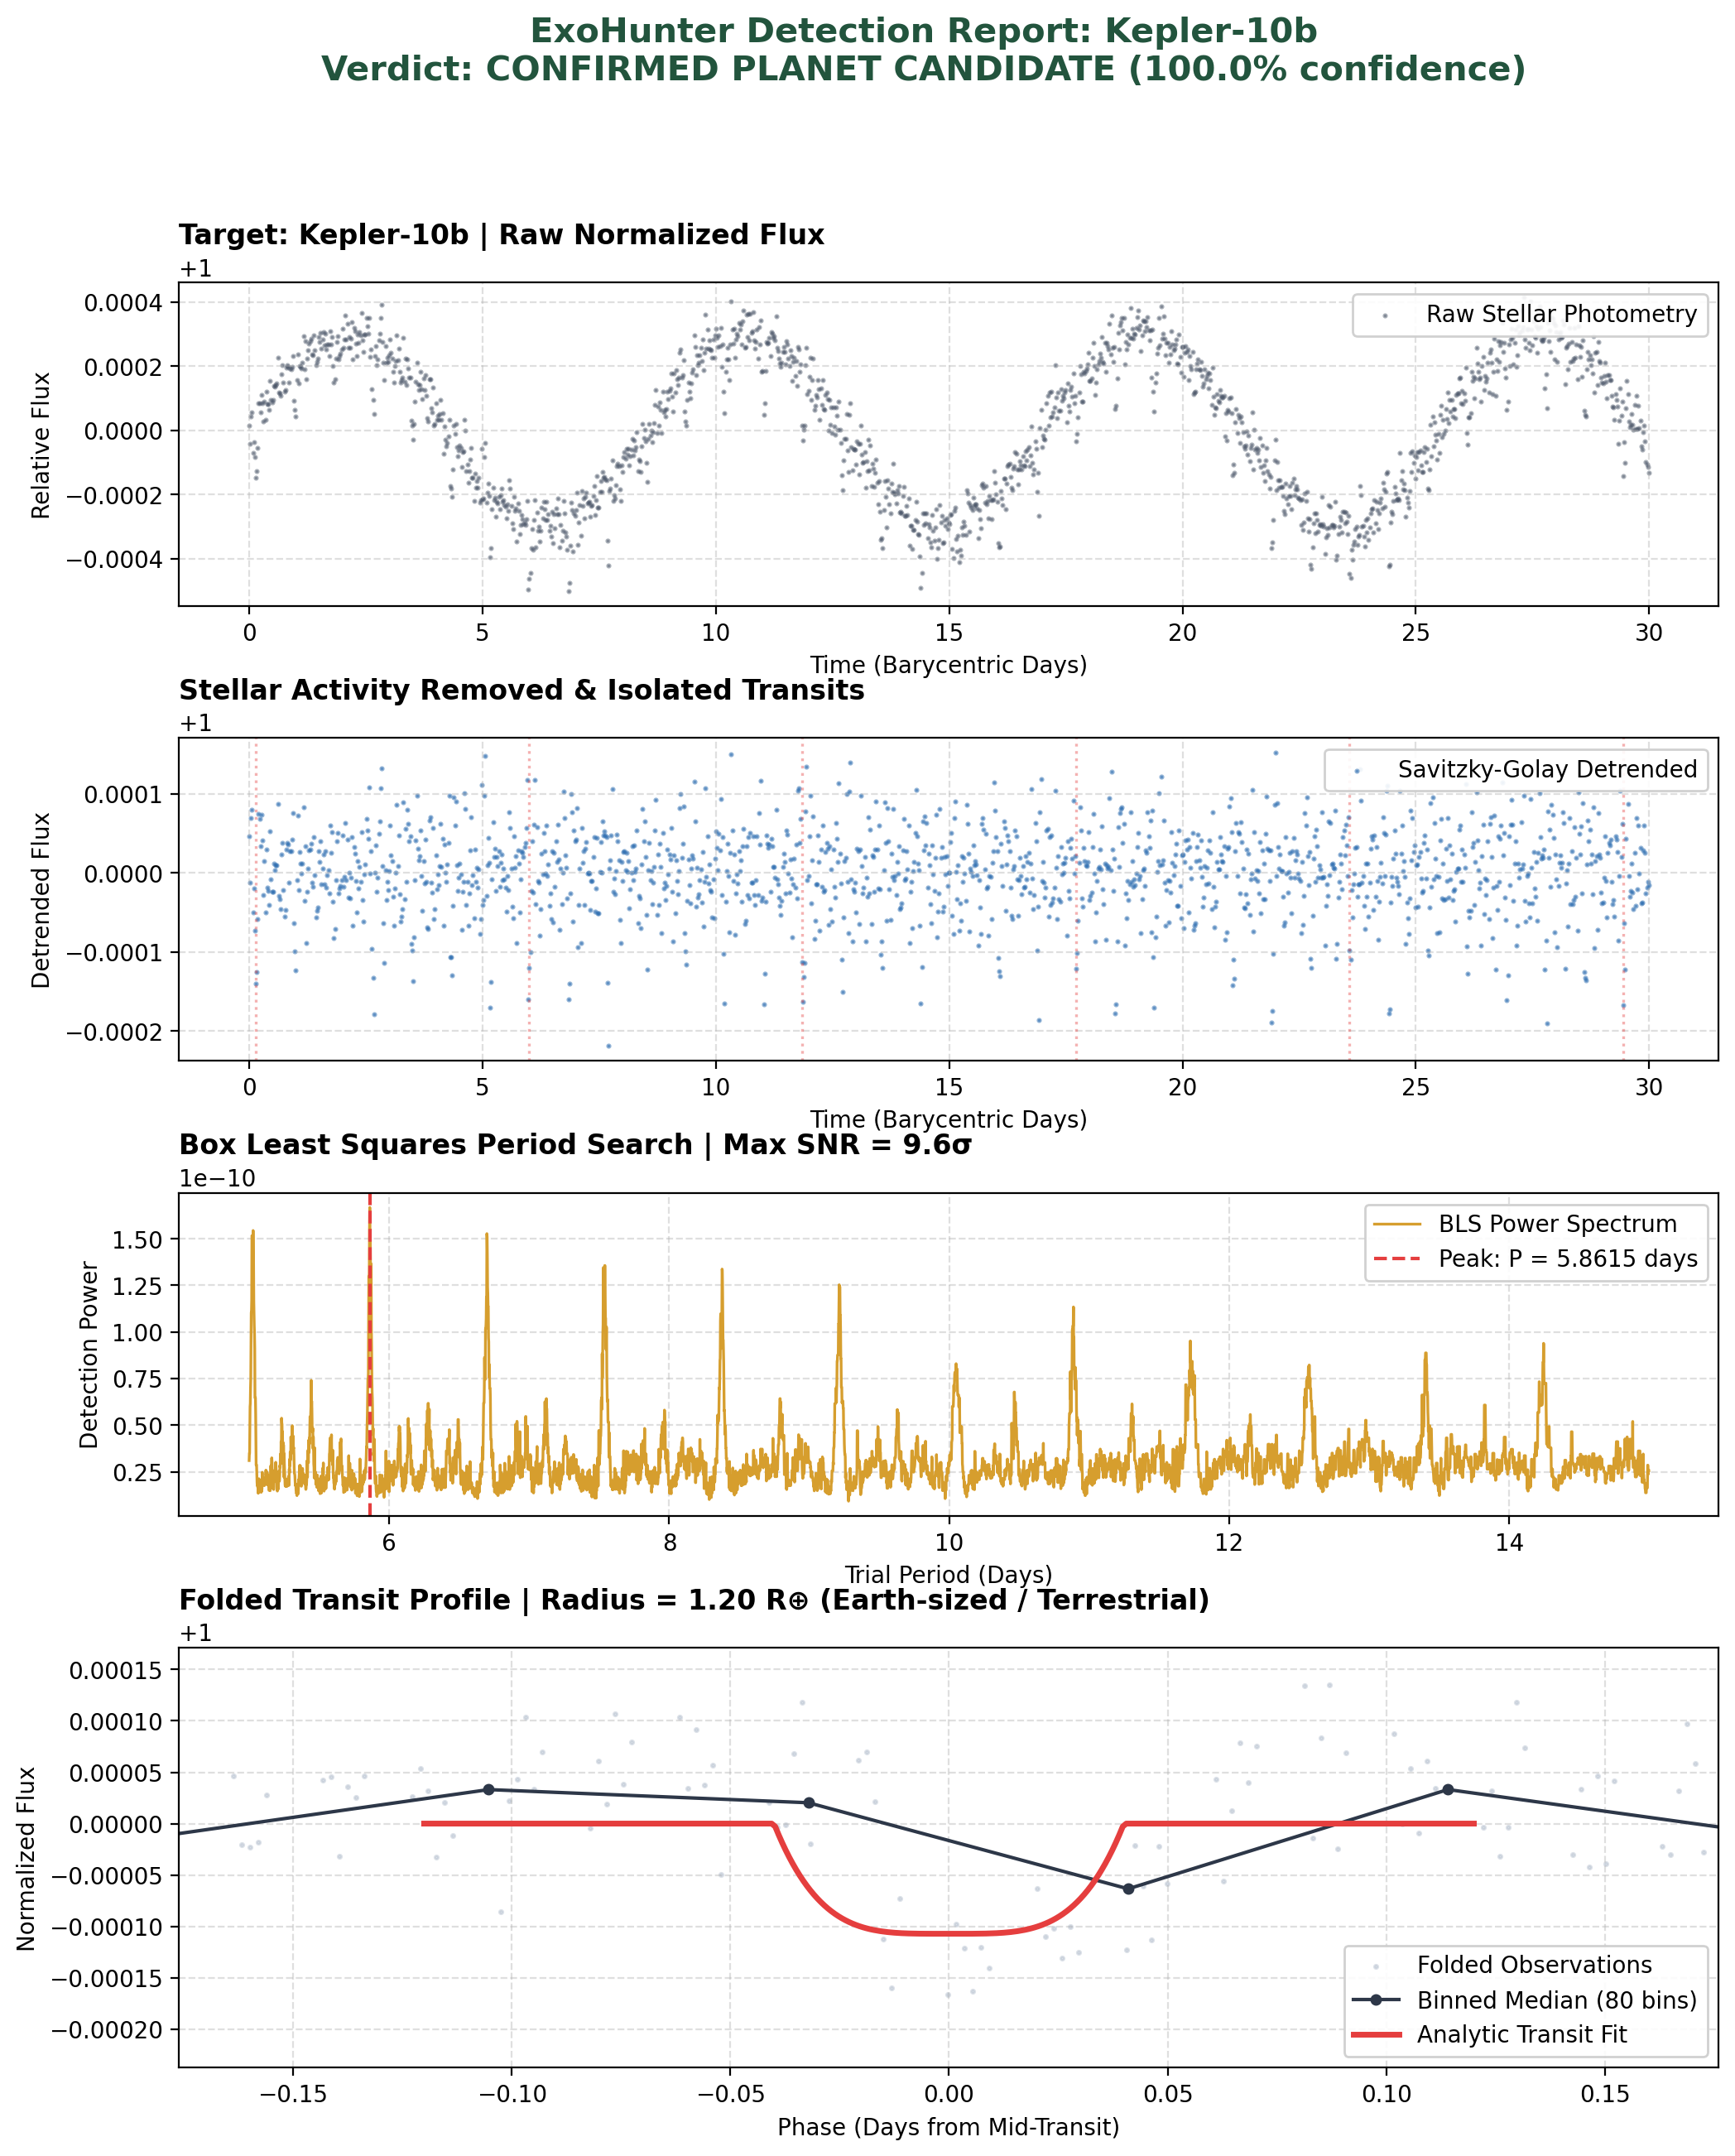 ExoHunter Detection Report: Kepler-10b
Verdict: CONFIRMED PLANET CANDIDATE (100.0% confidence)
Target: Kepler-10b | Raw Normalized Flux
+1
Raw Stellar Photometry
Relative Flux
0.0004
0.0002
0.0000
−0.0002
−0.0004
0 5 10 15 20 25 30
Time (Barycentric Days)
Stellar Activity Removed & Isolated Transits
+1
Savitzky-Golay Detrended
Detrended Flux
0.0001
0.0000
−0.0001
−0.0002
0 5 10 15 20 25 30
Time (Barycentric Days)
Box Least Squares Period Search | Max SNR = 9.6σ
1e−10
BLS Power Spectrum
Peak: P = 5.8615 days
Detection Power
1.50
1.25
1.00
0.75
0.50
0.25
6 8 10 12 14
Trial Period (Days)
Folded Transit Profile | Radius = 1.20 R⊕ (Earth-sized / Terrestrial)
+1
Normalized Flux
0.00015
0.00010
0.00005
0.00000
−0.00005
−0.00010
−0.00015
−0.00020
Folded Observations
Binned Median (80 bins)
Analytic Transit Fit
−0.15 −0.10 −0.05 0.00 0.05 0.10 0.15
Phase (Days from Mid-Transit)